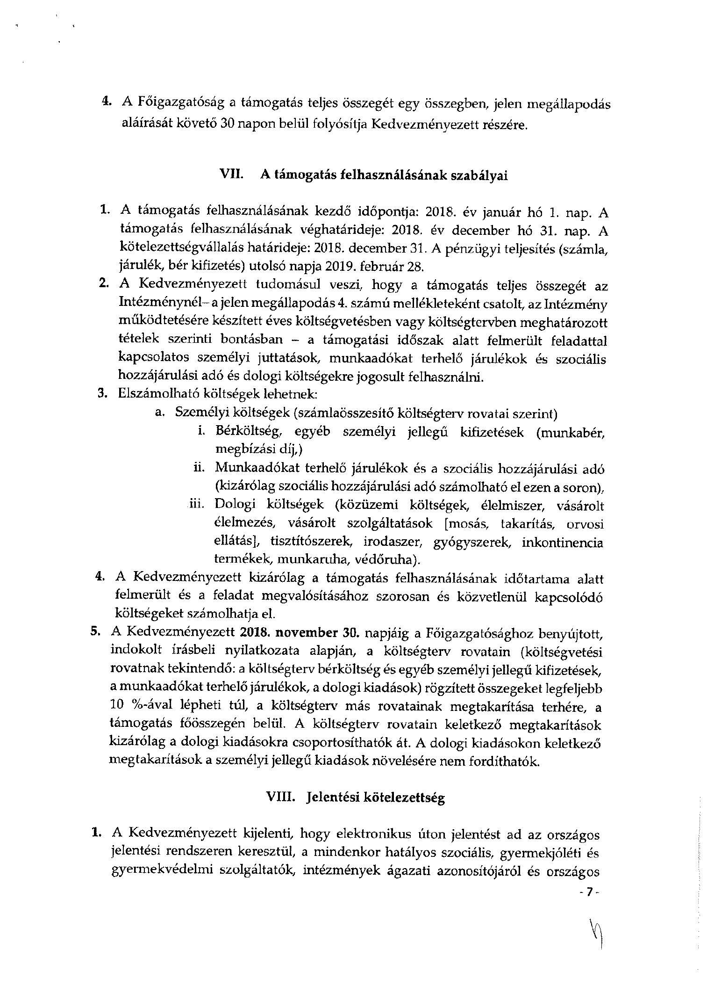 4. A Főigazgatóság a támogatás teljes összegét egy összegben, jelen megállapodás
aláírását követő 30 napon belül folyósítja Kedvezményezett részére.
VII. A támogatás felhasználásának szabályai
1. A támogatás felhasználásának kezdő időpontja: 2018. év január hó 1. nap. A
támogatás felhasználásának véghatárideje: 2018. év december hó 31. nap. A
kötelezettségvállalás határideje: 2018. december 31. A pénzügyi teljesítés (számla,
járulék, bér kifizetés) utolsó napja 2019. február 28.
2. A Kedvezményezett tudomásul veszi, hogy a támogatás teljes összegét az
Intézménynél– a jelen megállapodás 4. számú mellékleteként csatolt, az Intézmény
működtetésére készített éves költségvetésben vagy költségtervben meghatározott
tételek szerinti bontásban – a támogatási időszak alatt felmerült feladattal
kapcsolatos személyi juttatások, munkaadókat terhelő járulékok és szociális
hozzájárulási adó és dologi költségekre jogosult felhasználni.
3. Elszámolható költségek lehetnek:
a. Személyi költségek (számlaösszesítő költségterv rovatai szerint)
i. Bérköltség, egyéb személyi jellegű kifizetések (munkabér,
megbízási díj,)
ii. Munkaadókat terhelő járulékok és a szociális hozzájárulási adó
(kizárólag szociális hozzájárulási adó számolható el ezen a soron),
iii. Dologi költségek (közüzemi költségek, élelmiszer, vásárolt
élelmezés, vásárolt szolgáltatások [mosás, takarítás, orvosi
ellátás], tisztítószerek, irodaszer, gyógyszerek, inkontinencia
termékek, munkaruha, védőruha).
4. A Kedvezményezett kizárólag a támogatás felhasználásának időtartama alatt
felmerült és a feladat megvalósításához szorosan és közvetlenül kapcsolódó
költségeket számolhatja el.
5. A Kedvezményezett 2018. november 30. napjáig a Főigazgatósághoz benyújtott,
indokolt írásbeli nyilatkozata alapján, a költségterv rovatain (költségvetési
rovatnak tekintendő: a költségterv bérköltség és egyéb személyi jellegű kifizetések,
a munkaadókat terhelő járulékok, a dologi kiadások) rögzített összegeket legfeljebb
10 %-ával lépheti túl, a költségterv más rovatainak megtakarítása terhére, a
támogatás főösszegén belül. A költségterv rovatain keletkező megtakarítások
kizárólag a dologi kiadásokra csoportosíthatók át. A dologi kiadásokon keletkező
megtakarítások a személyi jellegű kiadások növelésére nem fordíthatók.
VIII. Jelentési kötelezettség
1. A Kedvezményezett kijelenti, hogy elektronikus úton jelentést ad az országos
jelentési rendszeren keresztül, a mindenkor hatályos szociális, gyermekjóléti és
gyermekvédelmi szolgáltatók, intézmények ágazati azonosítójáról és országos
- 7 -